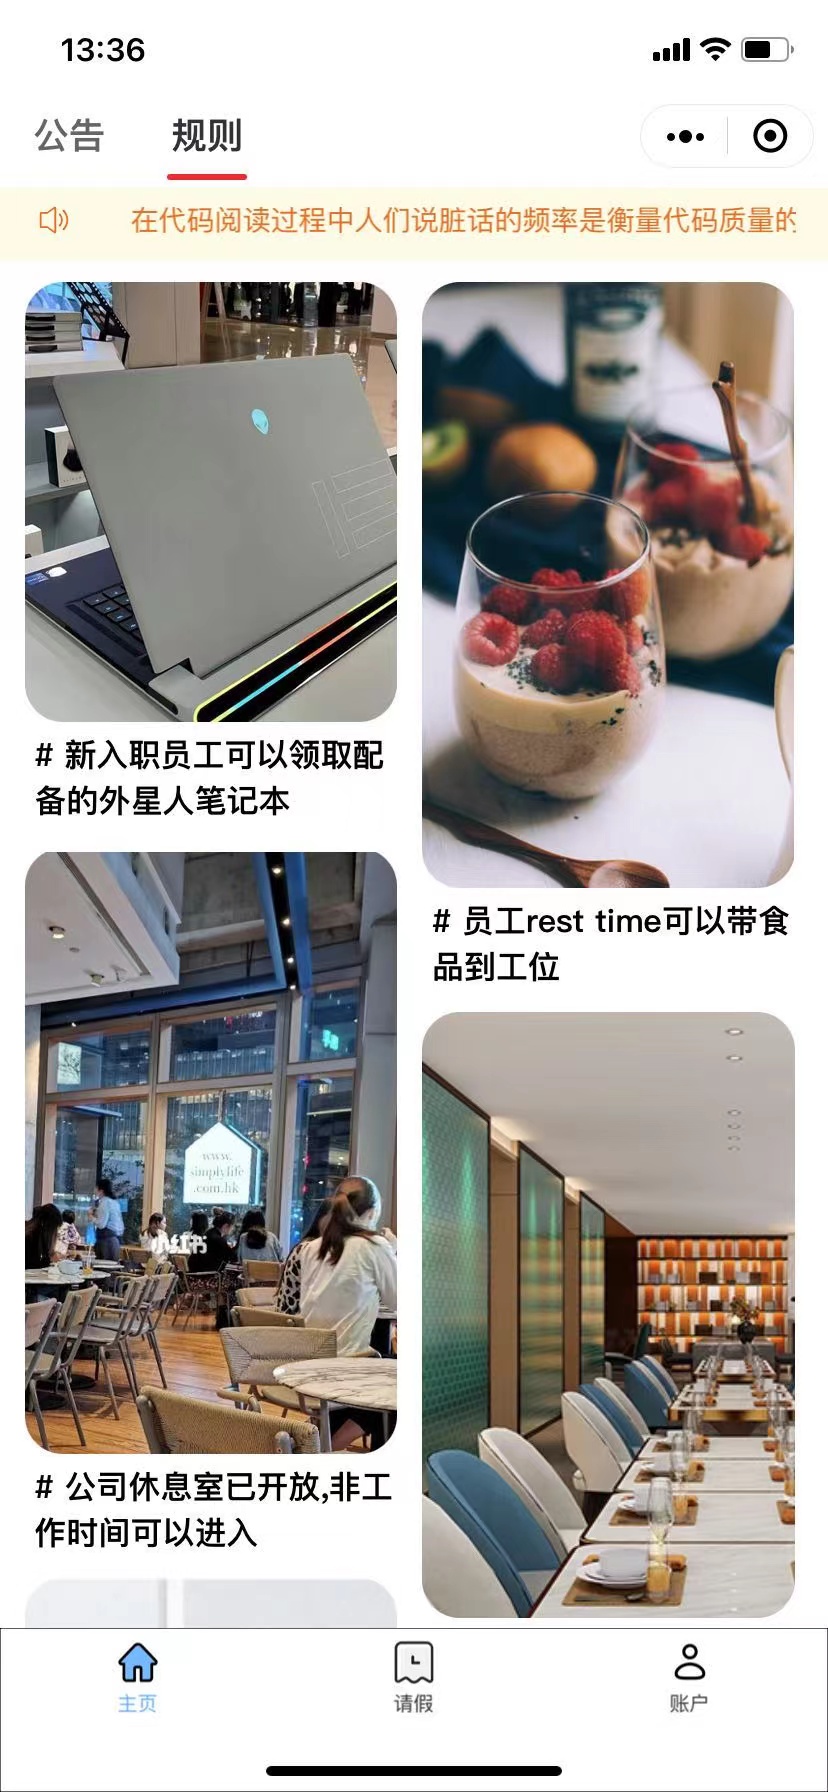 13:36
公告
规则
在代码阅读过程中人们说脏话的频率是衡量代码质量的
# 新入职员工可以领取配
备的外星人笔记本
# 员工rest time可以带食
品到工位
www.
simplylife
.com.hk
小红书
# 公司休息室已开放,非工
作时间可以进入
主页
请假
账户